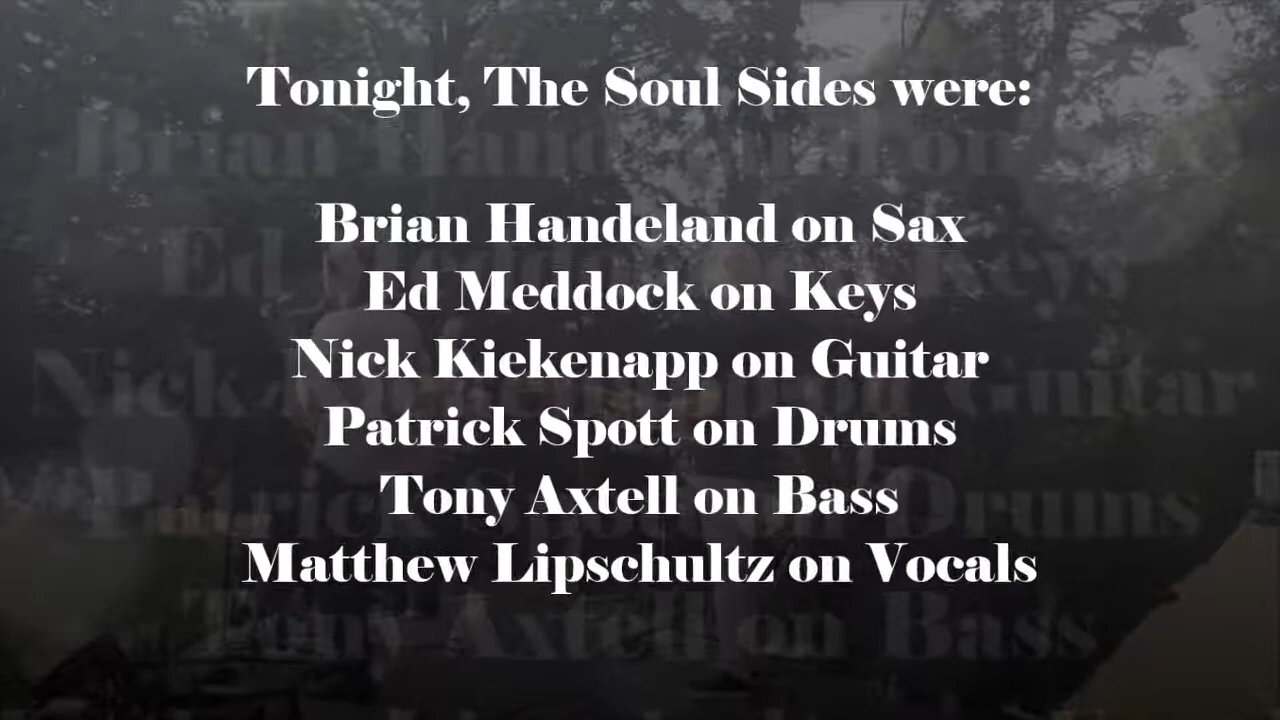 Tonight, The Soul Sides were:
Brian Handeland on Sax
Ed Meddock on Keys
Nick Kiekenapp on Guitar
Patrick Spott on Drums
Tony Axtell on Bass
Matthew Lipschultz on Vocals